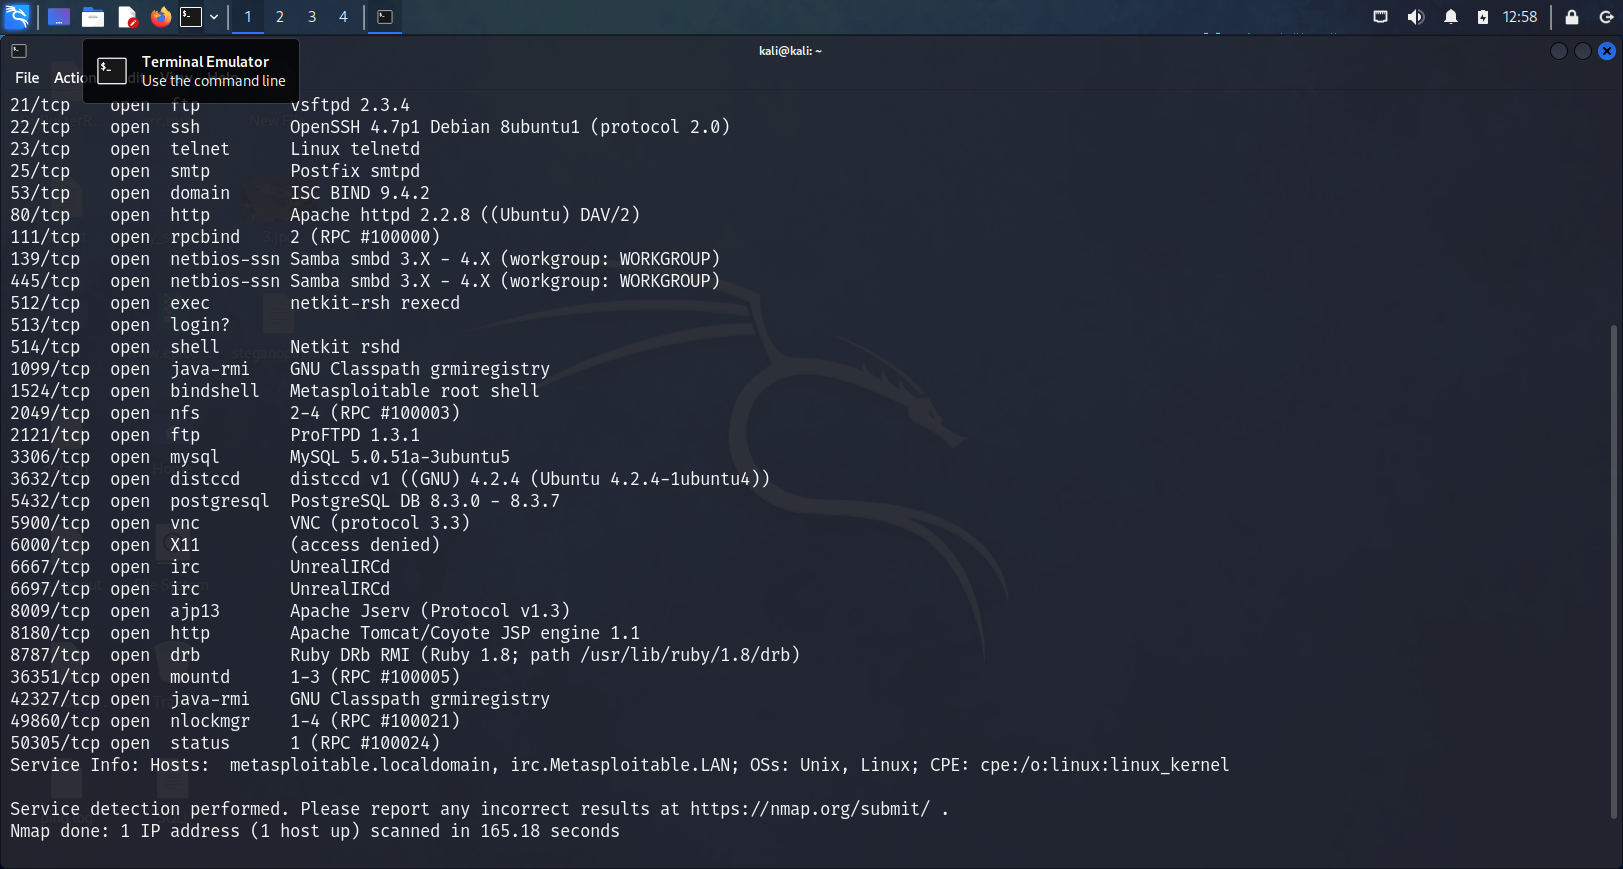 1 2 3 4 12:58
kali@kali: ~
Terminal Emulator
Use the command line
File Action
21/tcp open ftp vsftpd 2.3.4
22/tcp open ssh OpenSSH 4.7p1 Debian 8ubuntu1 (protocol 2.0)
23/tcp open telnet Linux telnetd
25/tcp open smtp Postfix smtpd
53/tcp open domain ISC BIND 9.4.2
80/tcp open http Apache httpd 2.2.8 ((Ubuntu) DAV/2)
111/tcp open rpcbind 2 (RPC #100000)
139/tcp open netbios-ssn Samba smbd 3.X - 4.X (workgroup: WORKGROUP)
445/tcp open netbios-ssn Samba smbd 3.X - 4.X (workgroup: WORKGROUP)
512/tcp open exec netkit-rsh rexecd
513/tcp open login?
514/tcp open shell Netkit rshd
1099/tcp open java-rmi GNU Classpath grmiregistry
1524/tcp open bindshell Metasploitable root shell
2049/tcp open nfs 2-4 (RPC #100003)
2121/tcp open ftp ProFTPD 1.3.1
3306/tcp open mysql MySQL 5.0.51a-3ubuntu5
3632/tcp open distccd distccd v1 ((GNU) 4.2.4 (Ubuntu 4.2.4-1ubuntu4))
5432/tcp open postgresql PostgreSQL DB 8.3.0 - 8.3.7
5900/tcp open vnc VNC (protocol 3.3)
6000/tcp open X11 (access denied)
6667/tcp open irc UnrealIRCd
6697/tcp open irc UnrealIRCd
8009/tcp open ajp13 Apache Jserv (Protocol v1.3)
8180/tcp open http Apache Tomcat/Coyote JSP engine 1.1
8787/tcp open drb Ruby DRb RMI (Ruby 1.8; path /usr/lib/ruby/1.8/drb)
36351/tcp open mountd 1-3 (RPC #100005)
42327/tcp open java-rmi GNU Classpath grmiregistry
49860/tcp open nlockmgr 1-4 (RPC #100021)
50305/tcp open status 1 (RPC #100024)
Service Info: Hosts: metasploitable.localdomain, irc.Metasploitable.LAN; OSs: Unix, Linux; CPE: cpe:/o:linux:linux_kernel
Service detection performed. Please report any incorrect results at https://nmap.org/submit/ .
Nmap done: 1 IP address (1 host up) scanned in 165.18 seconds